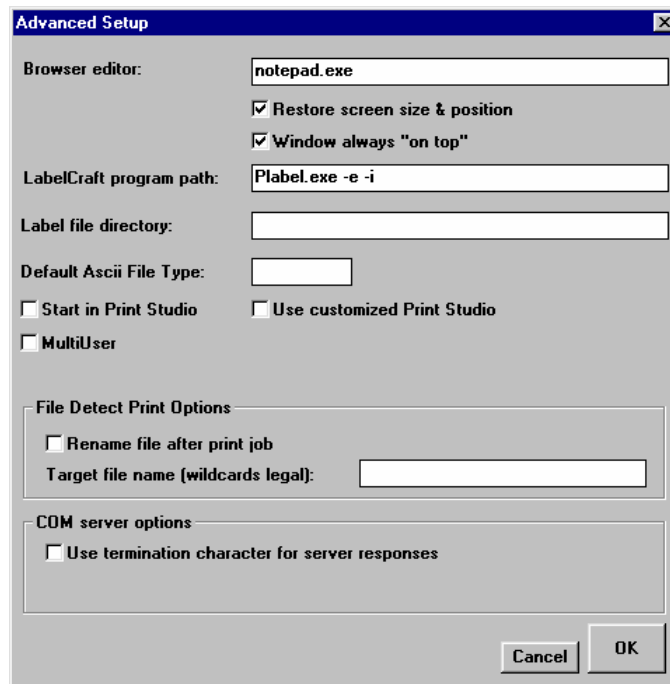 Advanced Setup
Browser editor: notepad.exe
Restore screen size & position
Window always "on top"
LabelCraft program path: Plabel.exe -e -i
Label file directory:
Default Ascii File Type:
Start in Print Studio Use customized Print Studio
MultiUser
File Detect Print Options
Rename file after print job
Target file name (wildcards legal):
COM server options
Use termination character for server responses
Cancel OK